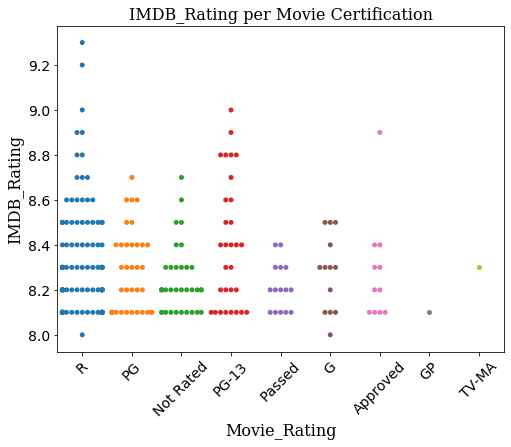 IMDB_Rating per Movie Certification
IMDB_Rating
9.2
9.0
8.8
8.6
8.4
8.2
8.0
R
PG
Not Rated
PG-13
Passed
G
Approved
GP
TV-MA
Movie_Rating